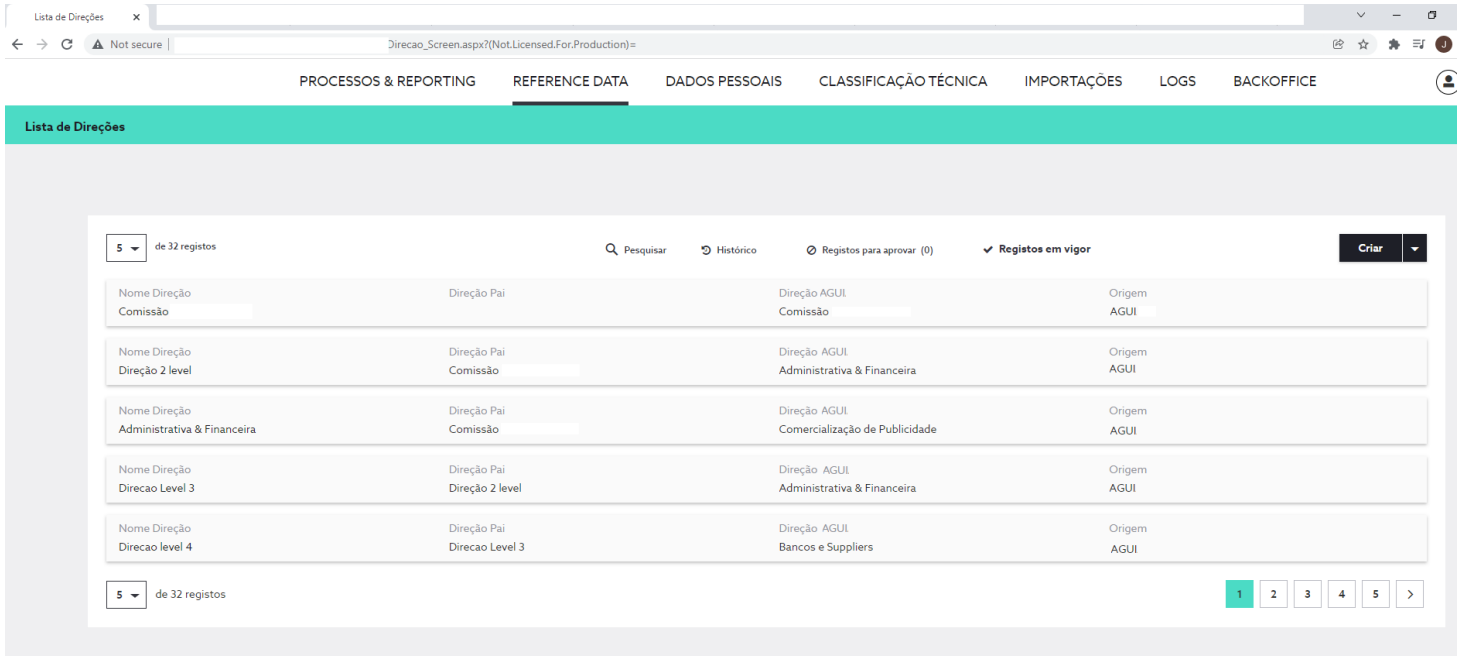 Lista de Direções
Not secure
Direcao_Screen.aspx?(Not.Licensed.For.Production)=
J
PROCESSOS & REPORTING REFERENCE DATA DADOS PESSOAIS CLASSIFICAÇÃO TÉCNICA IMPORTAÇÕES LOGS BACKOFFICE
Lista de Direções
5 de 32 registos Pesquisar Histórico Registos para aprovar (0) Registos em vigor Criar
Nome Direção Direção Pai Direção AGUI Origem
Comissão Comissão AGUI
Nome Direção Direção Pai Direção AGUI Origem
Direção 2 level Comissão Administrativa & Financeira AGUI
Nome Direção Direção Pai Direção AGUI Origem
Administrativa & Financeira Comissão Comercialização de Publicidade AGUI
Nome Direção Direção Pai Direção AGUI Origem
Direcao Level 3 Direção 2 level Administrativa & Financeira AGUI
Nome Direção Direção Pai Direção AGUI Origem
Direcao level 4 Direcao Level 3 Bancos e Suppliers AGUI
5 de 32 registos 1 2 3 4 5